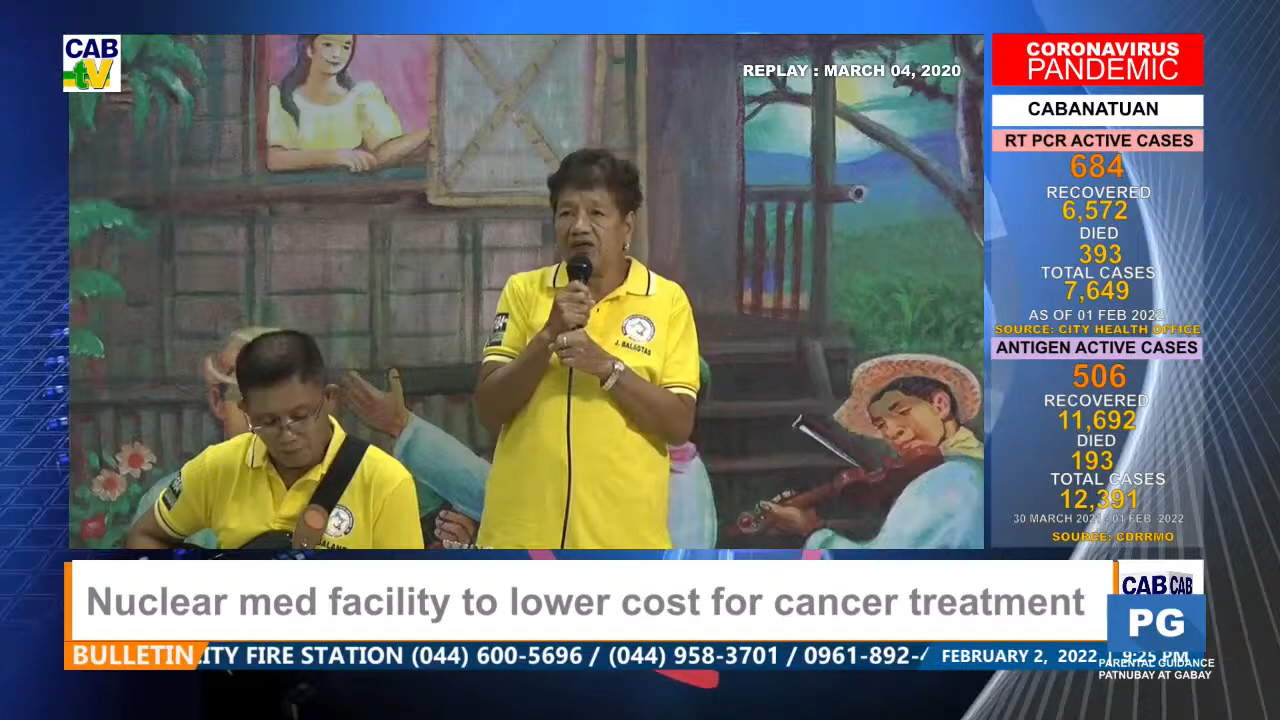 CAB
tV
REPLAY : MARCH 04, 2020
J. BALAGTAS
CORONAVIRUS
PANDEMIC
CABANATUAN
RT PCR ACTIVE CASES
684
RECOVERED
6,572
DIED
393
TOTAL CASES
7,649
AS OF 01 FEB 2022
SOURCE: CITY HEALTH OFFICE
ANTIGEN ACTIVE CASES
506
RECOVERED
11,692
DIED
193
TOTAL CASES
12,391
30 MARCH 2021 - 01 FEB 2022
SOURCE: CDRRMO
Nuclear med facility to lower cost for cancer treatment
CAB CAB
PG
BULLETIN ITY FIRE STATION (044) 600-5696 / (044) 958-3701 / 0961-892-
FEBRUARY 2, 2022 | 9:25 PM
PARENTAL GUIDANCE
PATNUBAY AT GABAY